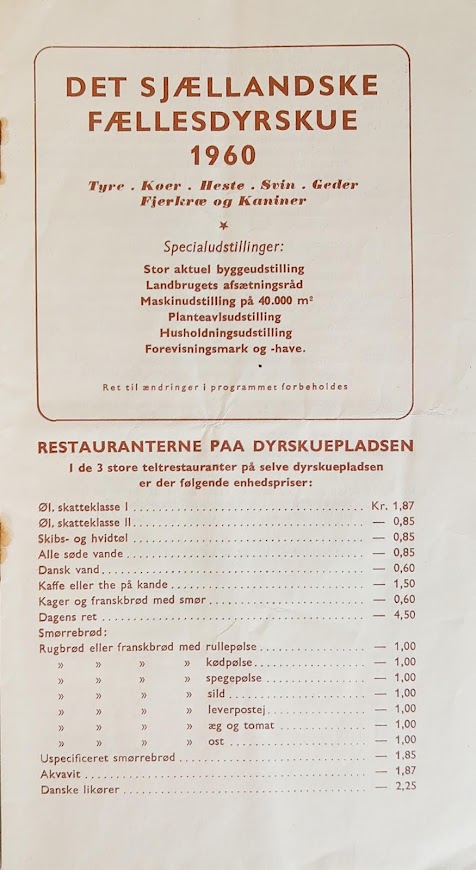 DET SJÆLLANDSKE
FÆLLESDYRSKUE
1960
Tyre . Køer . Heste . Svin . Geder
Fjerkræ og Kaniner
Specialudstillinger:
Stor aktuel byggeudstilling
Landbrugets afsætningsråd
Maskinudstilling på 40.000 m²
Planteavlsudstilling
Husholdningsudstilling
Forevisningsmark og -have.
Ret til ændringer i programmet forbeholdes
RESTAURANTERNE PAA DYRSKUEPLADSEN
I de 3 store teltrestauranter på selve dyrskuepladsen
er der følgende enhedspriser:
Øl, skatteklasse I . . . . . . . . . . . . . . . . . . . . Kr. 1,87
Øl, skatteklasse II . . . . . . . . . . . . . . . . . . . . — 0,85
Skibs- og hvidtøl . . . . . . . . . . . . . . . . . . . . — 0,85
Alle søde vande . . . . . . . . . . . . . . . . . . . . — 0,85
Dansk vand . . . . . . . . . . . . . . . . . . . . — 0,60
Kaffe eller the på kande . . . . . . . . . . . . . . . . . . . . — 1,50
Kager og franskbrød med smør . . . . . . . . . . . . . . . . . . . . — 0,60
Dagens ret . . . . . . . . . . . . . . . . . . . . — 4,50
Smørrebrød:
Rugbrød eller franskbrød med rullepølse . . . . . . . . . . — 1,00
» » » » kødpølse . . . . . . . . . . — 1,00
» » » » spegepølse . . . . . . . . . . — 1,00
» » » » sild . . . . . . . . . . — 1,00
» » » » leverpostej . . . . . . . . . . — 1,00
» » » » æg og tomat . . . . . . . . . . — 1,00
» » » » ost . . . . . . . . . . — 1,00
Uspecificeret smørrebrød . . . . . . . . . . . . . . . . . . . . — 1,85
Akvavit . . . . . . . . . . . . . . . . . . . . — 1,87
Danske likører . . . . . . . . . . . . . . . . . . . . — 2,25